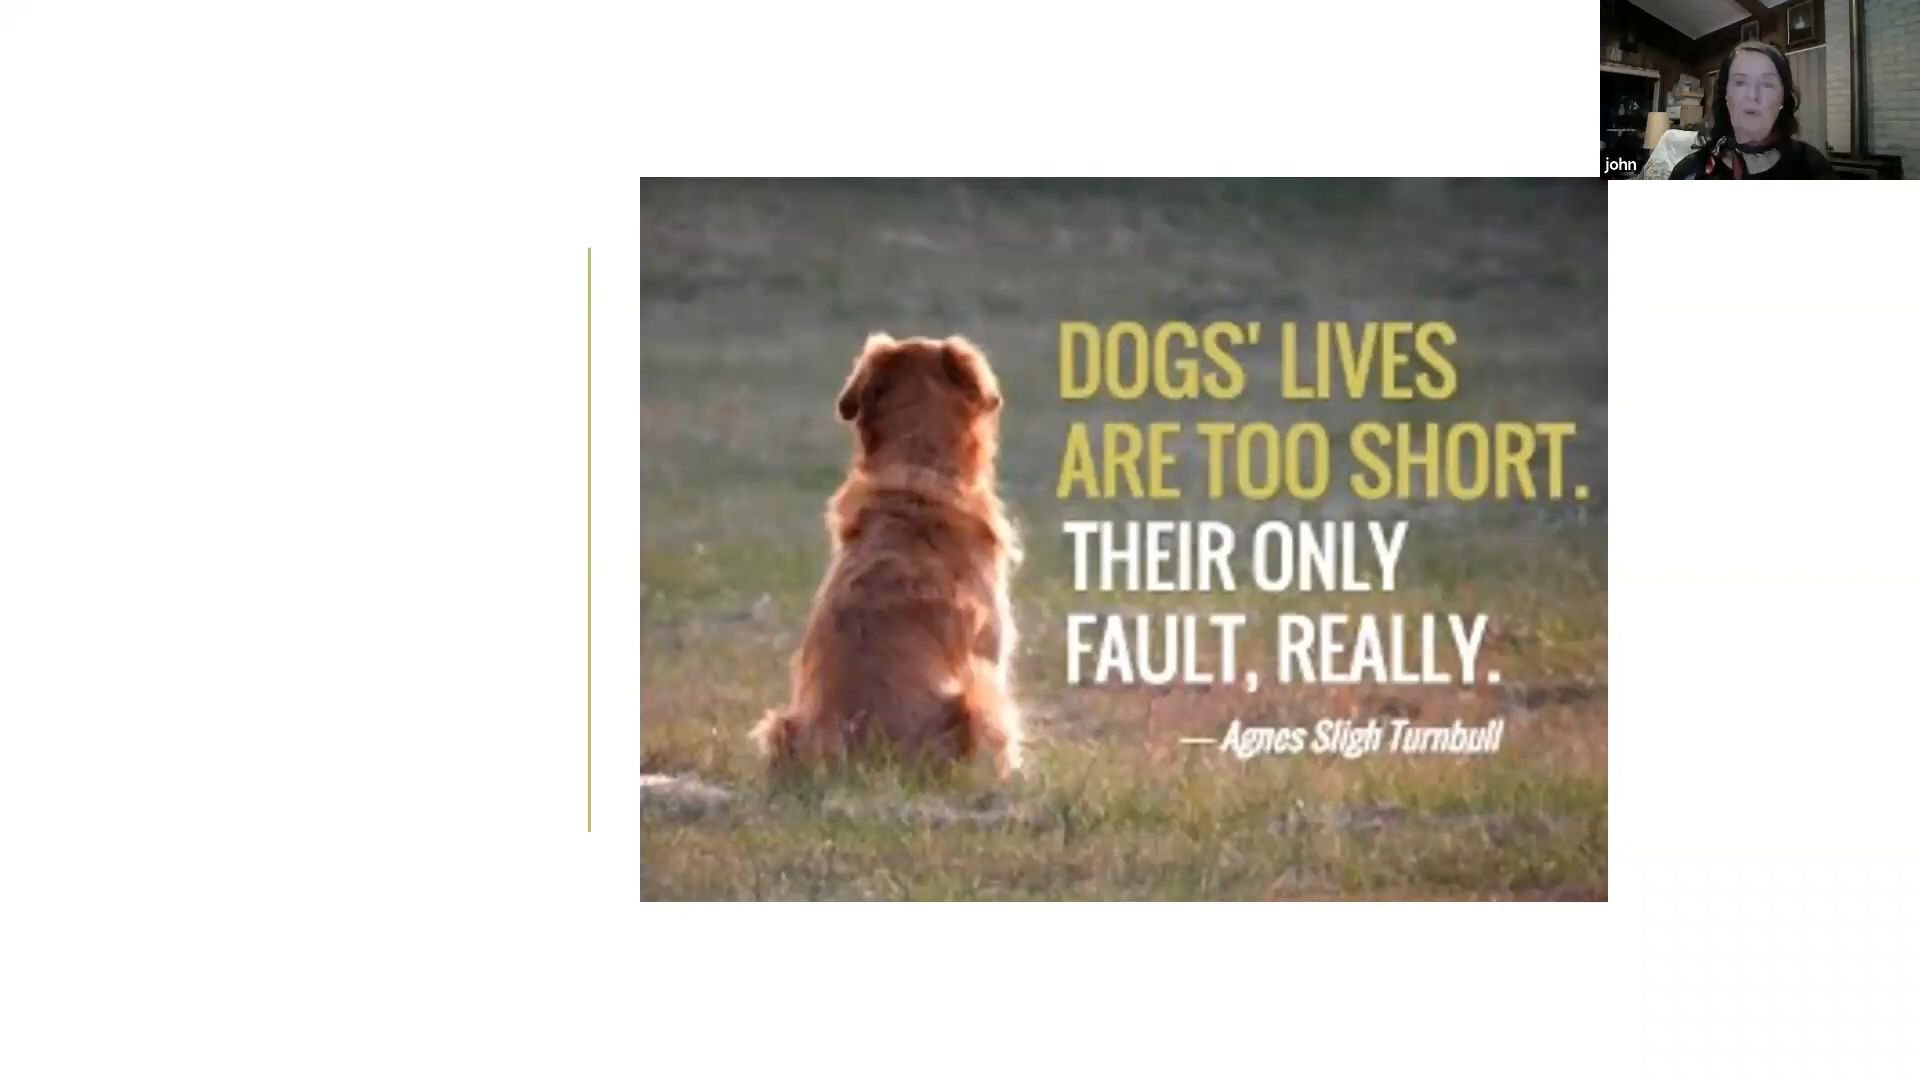 john
DOGS' LIVES
ARE TOO SHORT.
THEIR ONLY
FAULT, REALLY.
— Agnes Sligh Turnbull